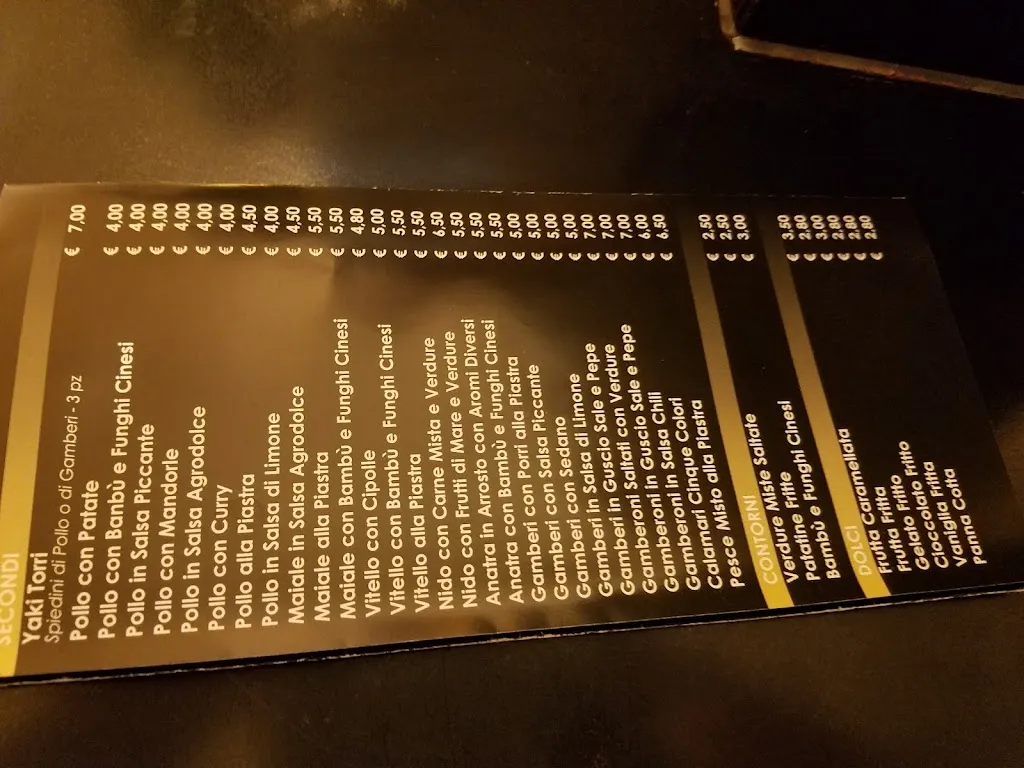 SECONDI
Yaki Torri
Spiedini di Pollo o di Gamberi - 3 pz
Pollo con Patate
Pollo con Banbù e Funghi Cinesi
Pollo in Salsa Piccante
Pollo con Mandorle
Pollo in Salsa Agrodolce
Pollo con Curry
Pollo alla Piastra
Pollo in Salsa di Limone
Maiale in Salsa Agrodolce
Maiale alla Piastra
Maiale con Bambù e Funghi Cinesi
Vitello con Cipolle
Vitello con Bambù e Funghi Cinesi
Vitello alla Piastra
Nido con Carne Mista e Verdure
Nido con Frutti di Mare e Verdure
Anatra in Arrosto con Aromi Diversi
Anatra con Bambù e Funghi Cinesi
Gamberi con Porri alla Piastra
Gamberi con Salsa Piccante
Gamberi con Sedano
Gamberi in Salsa di Limone
Gamberi in Guscio Sale e Pepe
Gamberoni Saltati con Verdure
Gamberoni in Guscio Sale e Pepe
Gamberoni in Salsa Chilli
Gamberoni Cinque Colori
Calamari alla Piastra
Pesce Misto alla Piastra
€ 7,00
€ 4,00
€ 4,00
€ 4,00
€ 4,00
€ 4,00
€ 4,00
€ 4,50
€ 4,00
€ 4,50
€ 5,50
€ 5,50
€ 4,80
€ 5,00
€ 5,50
€ 5,50
€ 6,50
€ 5,50
€ 5,50
€ 5,50
€ 5,00
€ 5,00
€ 5,00
€ 6,00
€ 7,00
€ 7,00
€ 7,00
€ 6,00
€ 6,50
CONTORNI
Verdure Miste Saltate
Verdure Fritte
Patatine Fritte
Bambù e Funghi Cinesi
€ 2,50
€ 2,50
€ 3,00
DOLCI
Frutta Caramellata
Frutta Fritta
Gelato Fritto
Cioccolato Fritto
Vaniglia Fritta
Panna Cotta
€ 3,50
€ 2,80
€ 3,00
€ 2,80
€ 2,80
€ 2,80